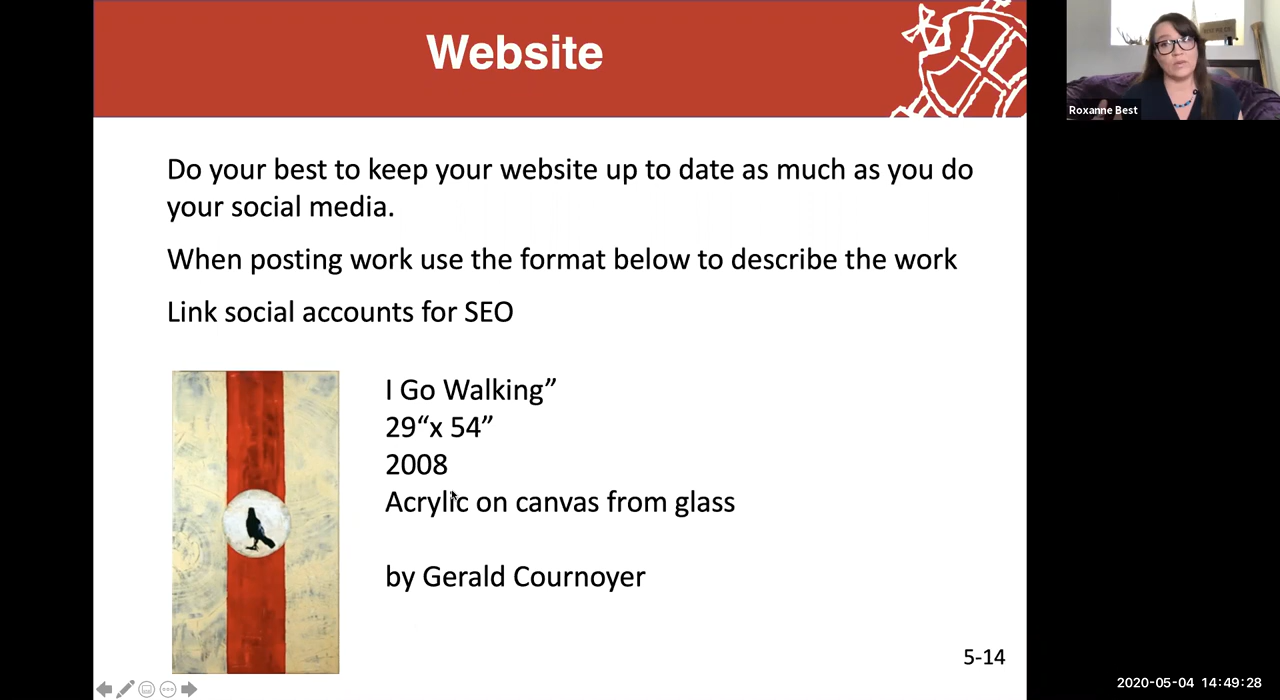 Website
Roxanne Best
Do your best to keep your website up to date as much as you do
your social media.
When posting work use the format below to describe the work
Link social accounts for SEO
I Go Walking”
29“x 54”
2008
Acrylic on canvas from glass
by Gerald Cournoyer
5-14
2020-05-04 14:49:28